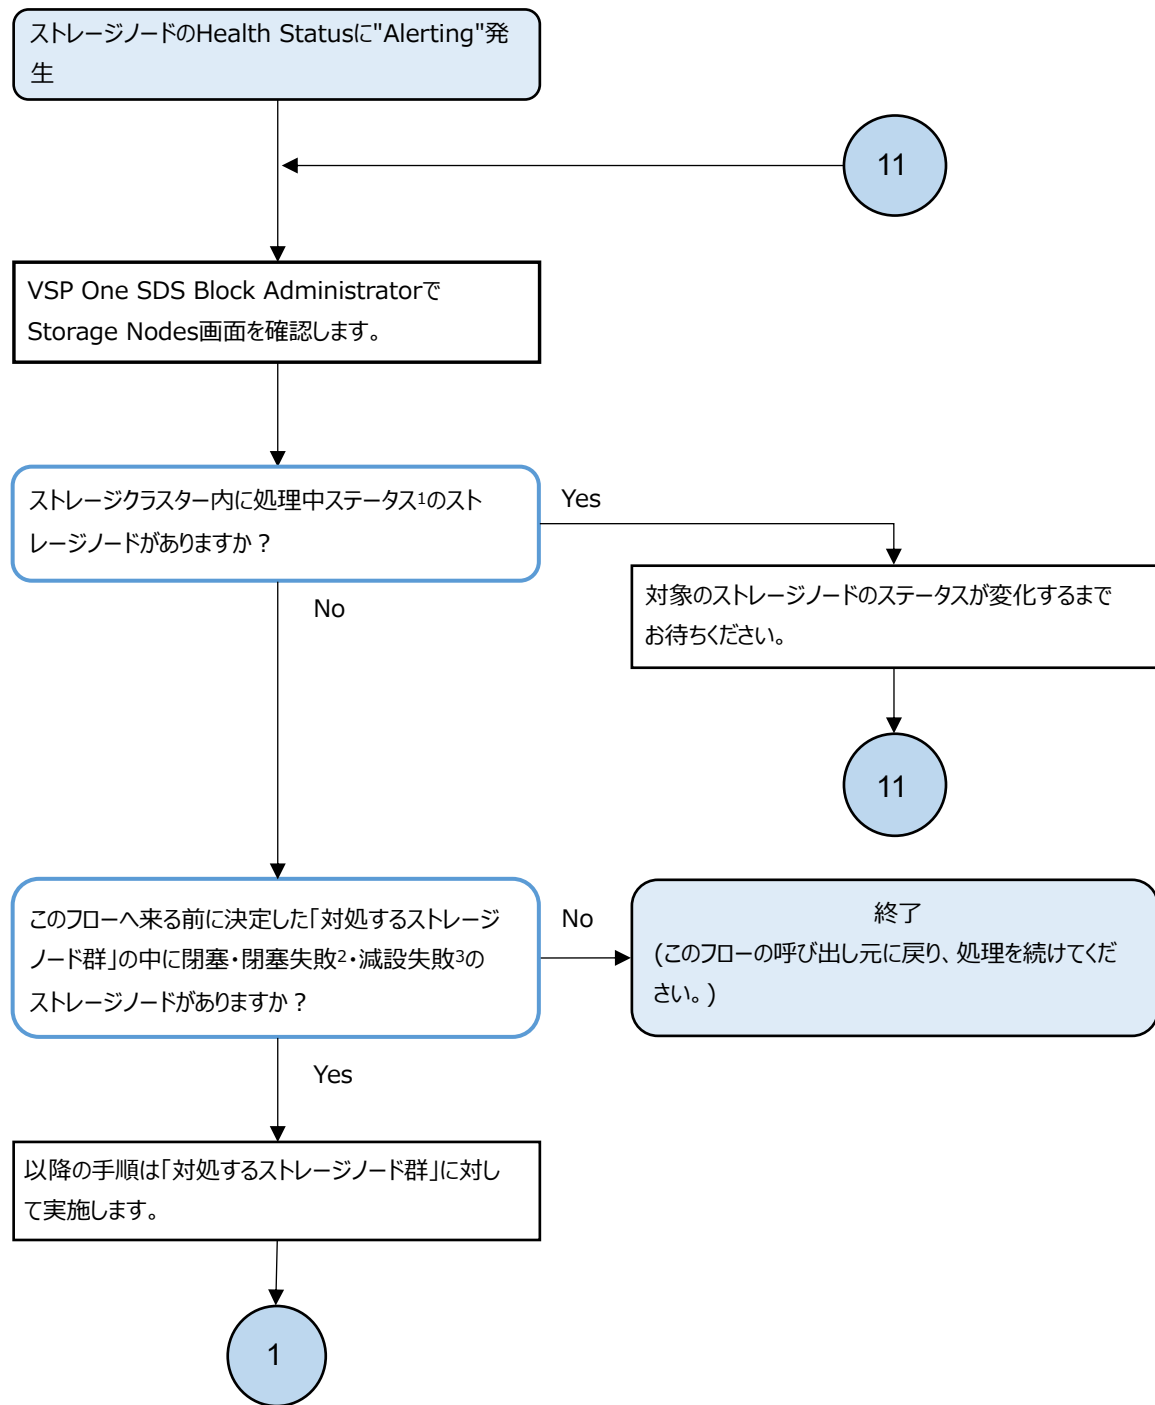 ストレージノードのHealth Statusに"Alerting"発
生
11
VSP One SDS Block Administratorで
Storage Nodes画面を確認します。
ストレージクラスター内に処理中ステータス1のスト
レージノードがありますか？
Yes
No
対象のストレージノードのステータスが変化するまで
お待ちください。
11
このフローへ来る前に決定した「対処するストレージ
ノード群」の中に閉塞・閉塞失敗2・減設失敗3の
ストレージノードがありますか？
No
終了
(このフローの呼び出し元に戻り、処理を続けてくだ
さい。)
Yes
以降の手順は「対処するストレージノード群」に対し
て実施します。
1